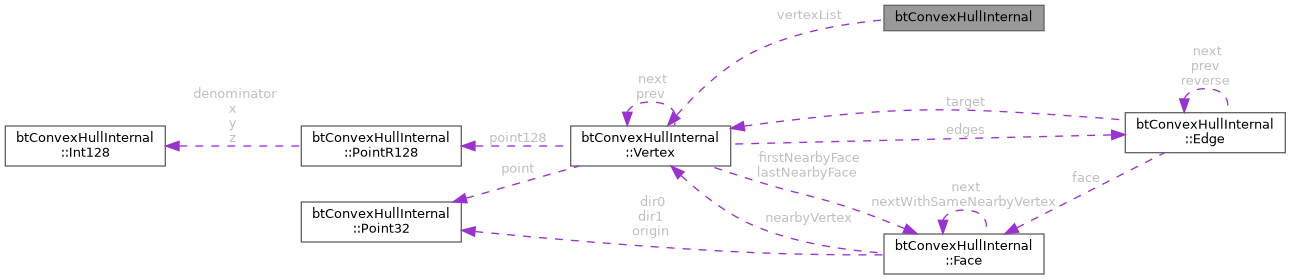 vertexList
btConvexHullInternal
next
prev
reverse
next
prev
denominator
x
y
z
target
edges
btConvexHullInternal
::Int128
btConvexHullInternal
::PointR128
point128
btConvexHullInternal
::Vertex
btConvexHullInternal
::Edge
firstNearbyFace
lastNearbyFace
point
face
next
nextWithSameNearbyVertex
btConvexHullInternal
::Point32
dir0
dir1
origin
nearbyVertex
btConvexHullInternal
::Face